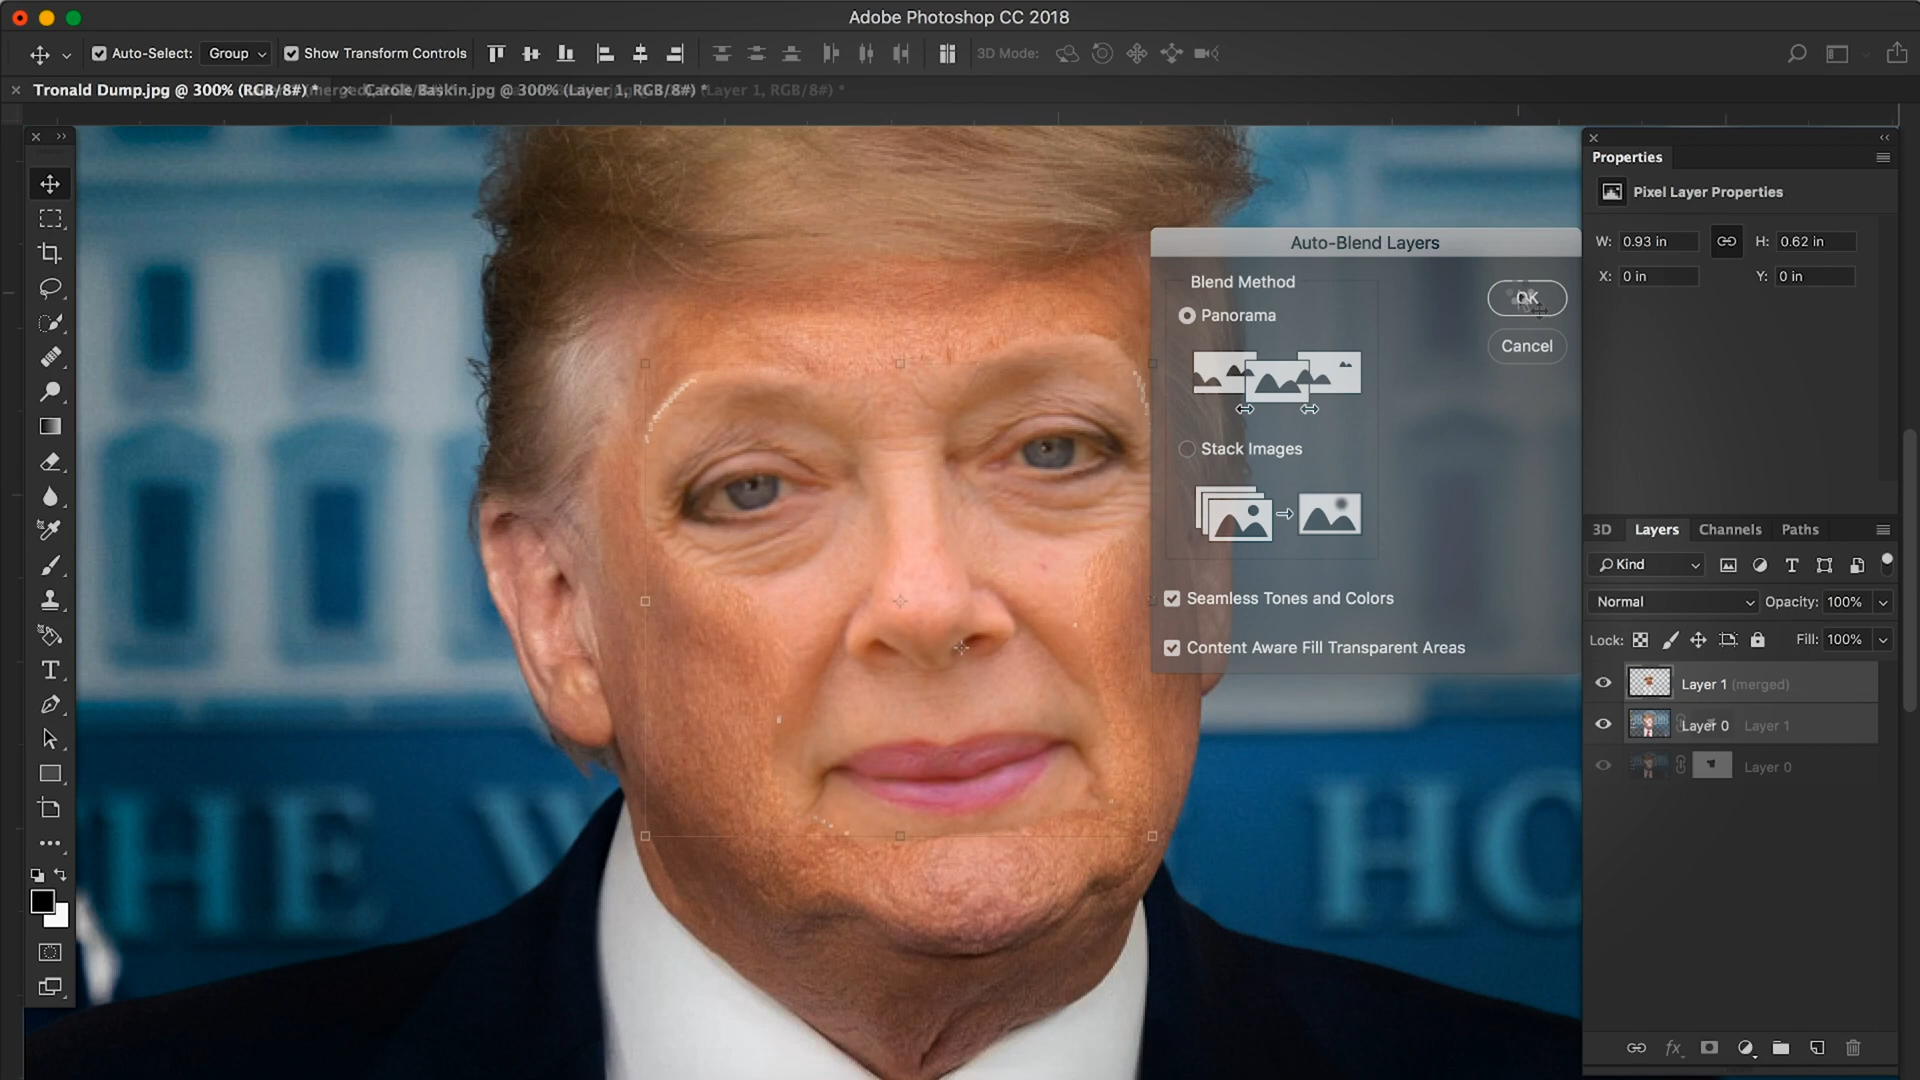 Adobe Photoshop CC 2018
Auto-Select: Group Show Transform Controls 3D Mode:
Tronald Dump.jpg @ 300% (RGB/8#) * Carole Baskin.jpg @ 300% (Layer 1, RGB/8#) * (Layer 1, RGB/8#) *
Properties
Pixel Layer Properties
W: 0.93 in H: 0.62 in
X: 0 in Y: 0 in
Auto-Blend Layers
Blend Method
Panorama
Stack Images
OK
Cancel
Seamless Tones and Colors
Content Aware Fill Transparent Areas
3D Layers Channels Paths
Kind
Normal Opacity: 100%
Lock: Fill: 100%
Layer 1 (merged)
Layer 0 Layer 1
Layer 0
HE W HO